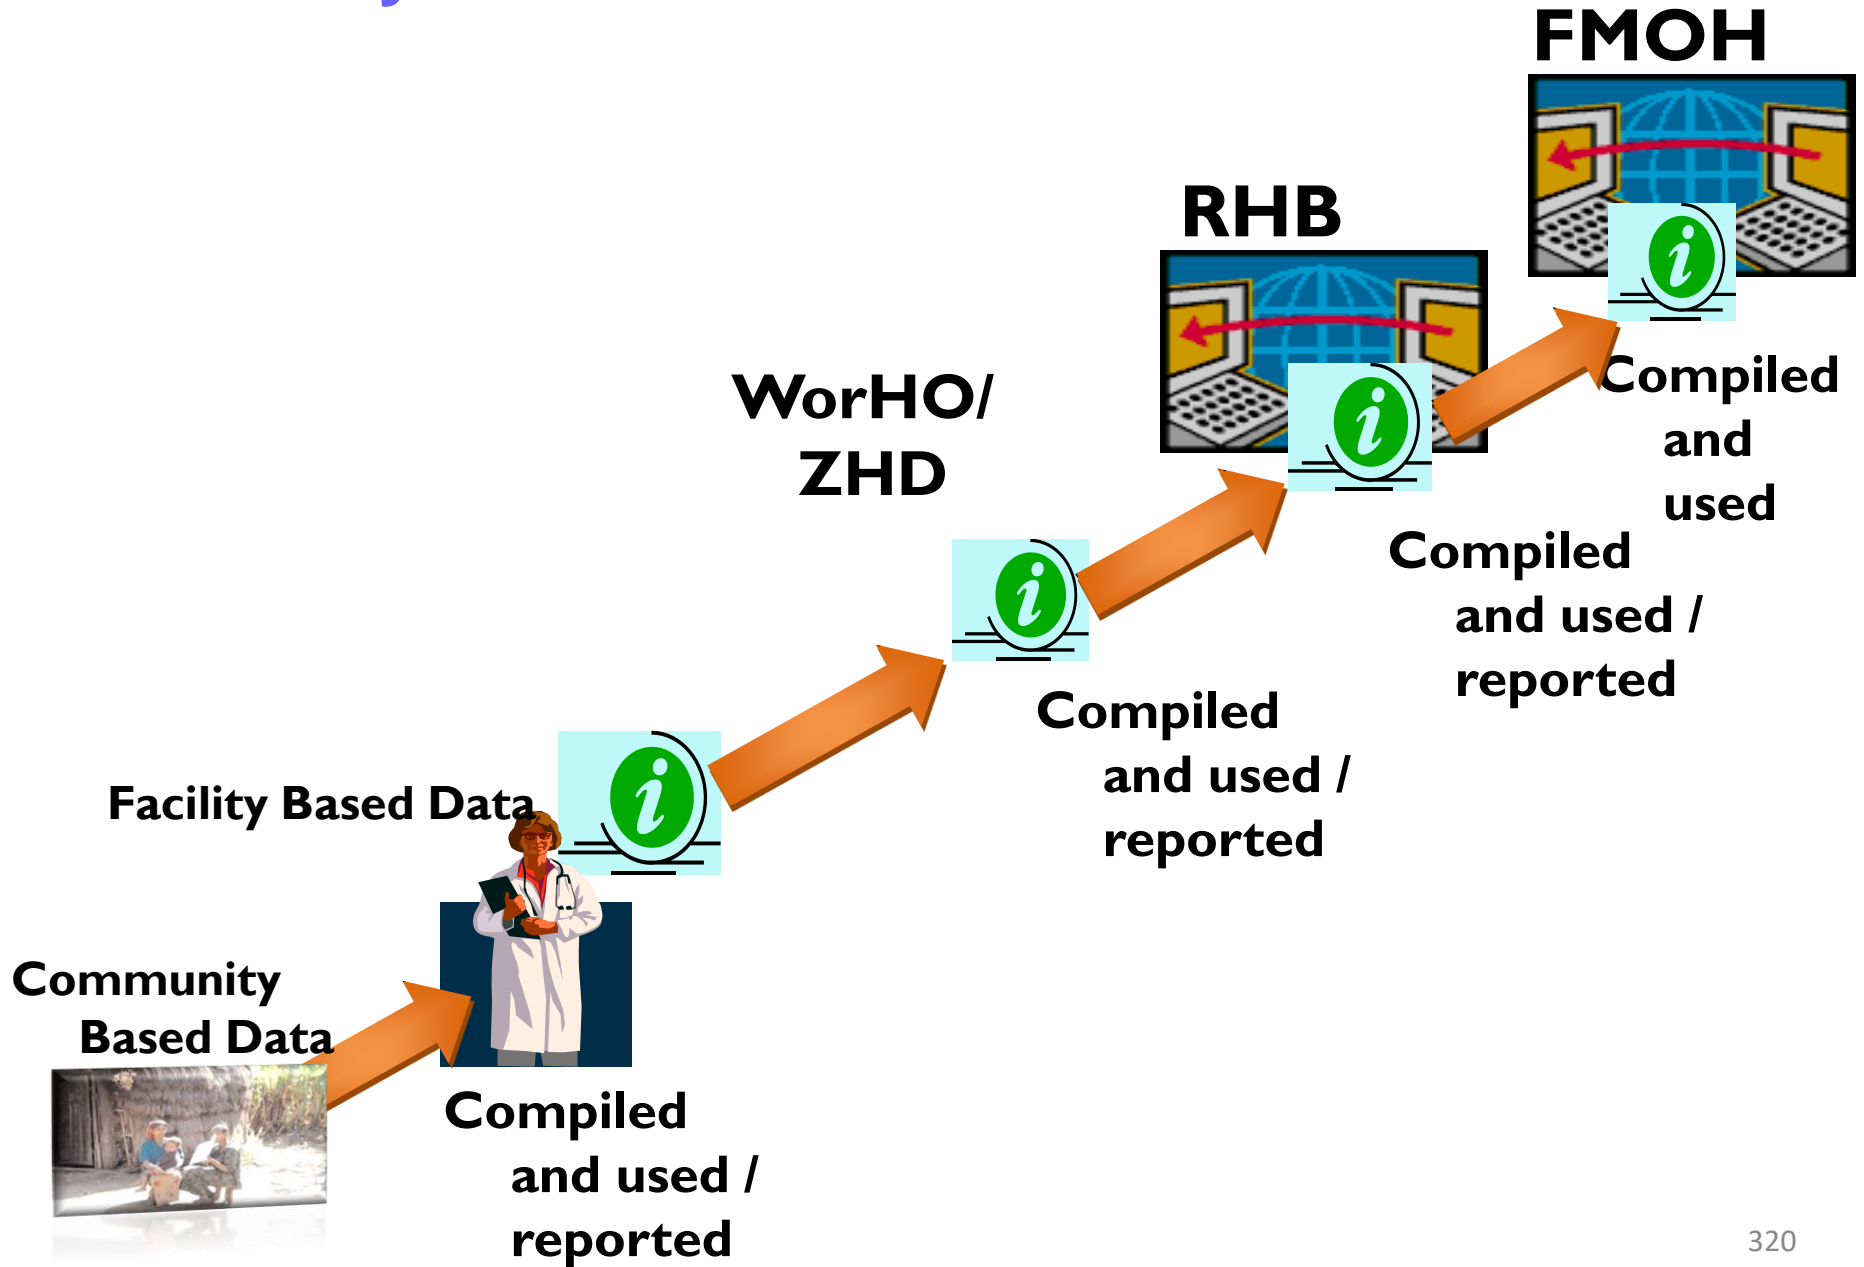 FMOH
RHB
WorHO/
ZHD
Compiled
and
used
Compiled
and used /
reported
Compiled
and used /
reported
Facility Based Data
Community
Based Data
Compiled
and used /
reported
320